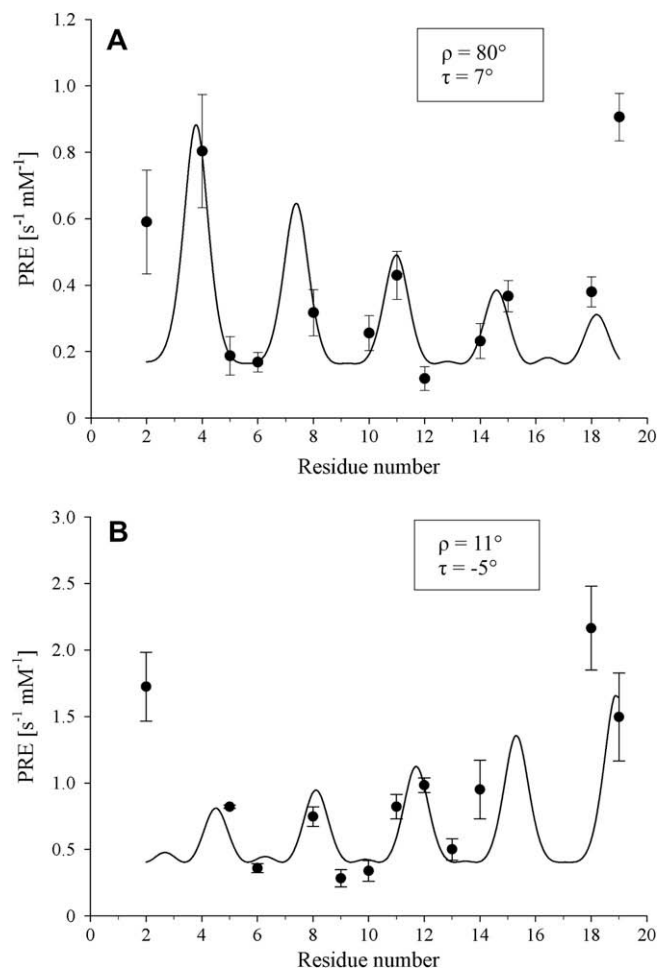 A
ρ = 80°
τ = 7°
PRE [s⁻¹ mM⁻¹]
1.2
1.0
0.8
0.6
0.4
0.2
0
0 2 4 6 8 10 12 14 16 18 20
Residue number
B
ρ = 11°
τ = -5°
PRE [s⁻¹ mM⁻¹]
3.0
2.5
2.0
1.5
1.0
0.5
0
0 2 4 6 8 10 12 14 16 18 20
Residue number